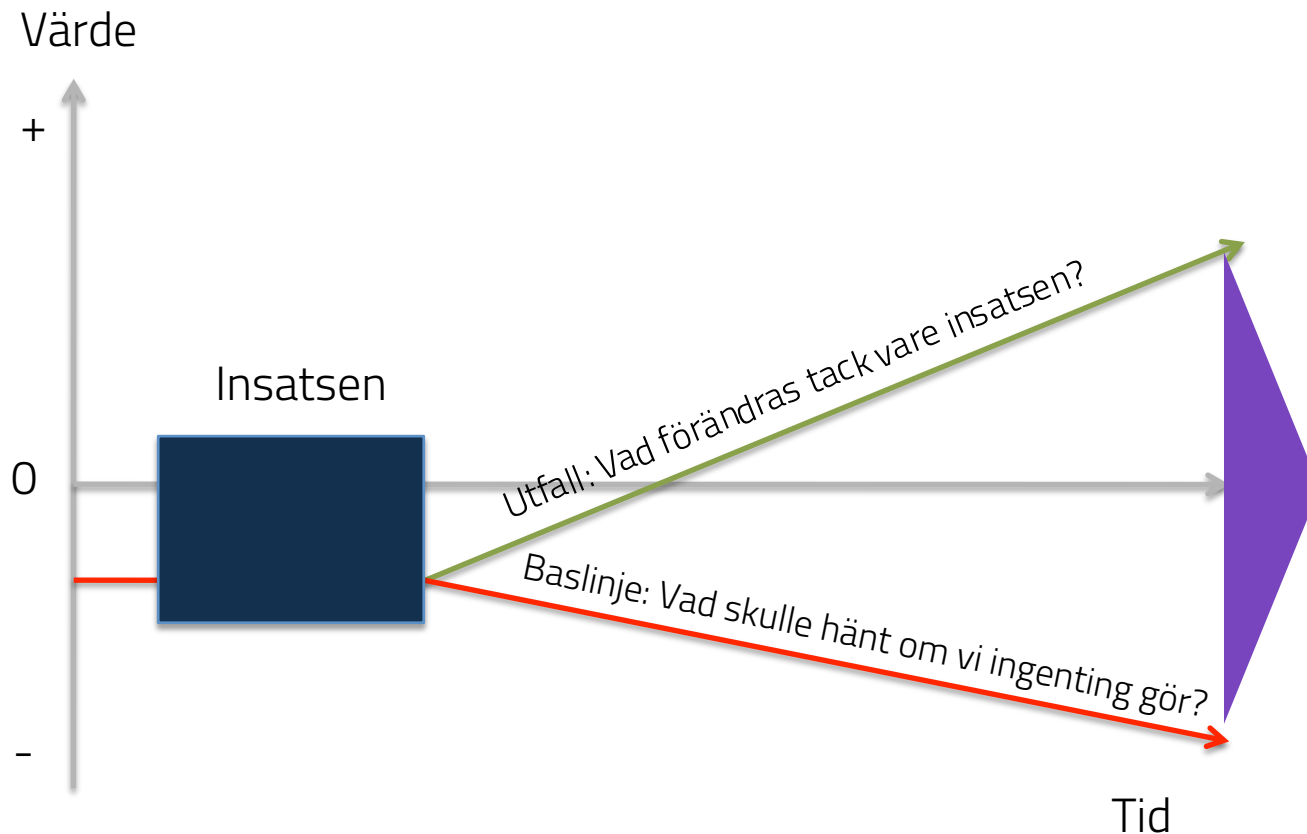 Värde
+
Insatsen
0
Utfall: Vad förändras tack vare insatsen?
Baslinje: Vad skulle hänt om vi ingenting gör?
-
Tid